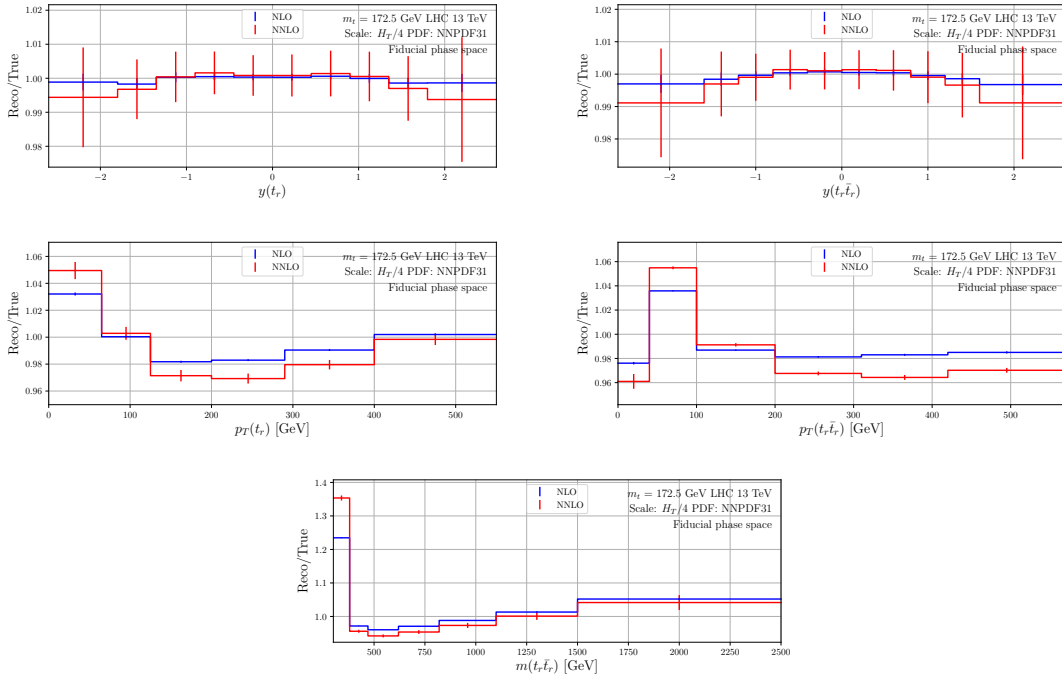 NLO
NNLO
m_t = 172.5 GeV LHC 13 TeV
Scale: H_T/4 PDF: NNPDF31
Fiducial phase space
Reco/True
1.02
1.01
1.00
0.99
0.98
−2
−1
0
1
2
y(t_r)
NLO
NNLO
m_t = 172.5 GeV LHC 13 TeV
Scale: H_T/4 PDF: NNPDF31
Fiducial phase space
Reco/True
1.02
1.01
1.00
0.99
0.98
−2
−1
0
1
2
y(t_r t̄_r)
NLO
NNLO
m_t = 172.5 GeV LHC 13 TeV
Scale: H_T/4 PDF: NNPDF31
Fiducial phase space
Reco/True
1.06
1.04
1.02
1.00
0.98
0.96
0
100
200
300
400
500
p_T(t_r) [GeV]
NLO
NNLO
m_t = 172.5 GeV LHC 13 TeV
Scale: H_T/4 PDF: NNPDF31
Fiducial phase space
Reco/True
1.06
1.04
1.02
1.00
0.98
0.96
0
100
200
300
400
500
p_T(t_r t̄_r) [GeV]
NLO
NNLO
m_t = 172.5 GeV LHC 13 TeV
Scale: H_T/4 PDF: NNPDF31
Fiducial phase space
Reco/True
1.4
1.3
1.2
1.1
1.0
500
750
1000
1250
1500
1750
2000
2250
2500
m(t_r t̄_r) [GeV]